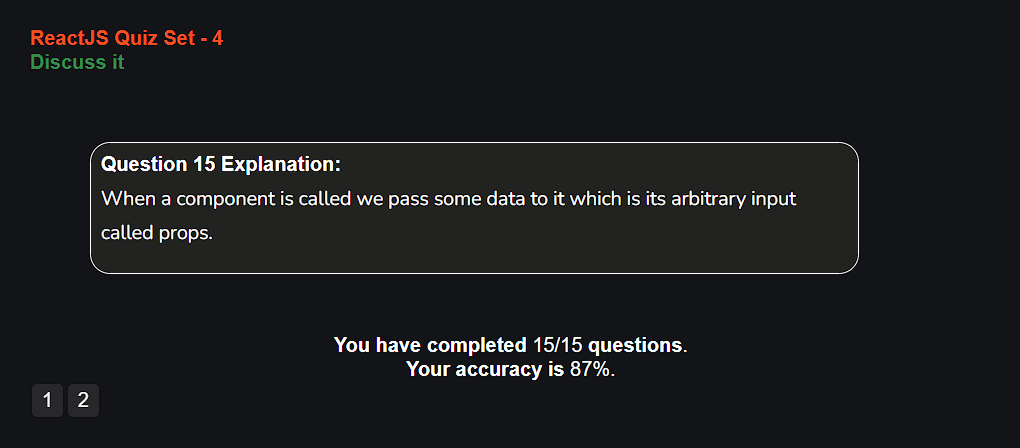 ReactJS Quiz Set - 4
Discuss it
Question 15 Explanation:
When a component is called we pass some data to it which is its arbitrary input
called props.
You have completed 15/15 questions.
Your accuracy is 87%.
1 2